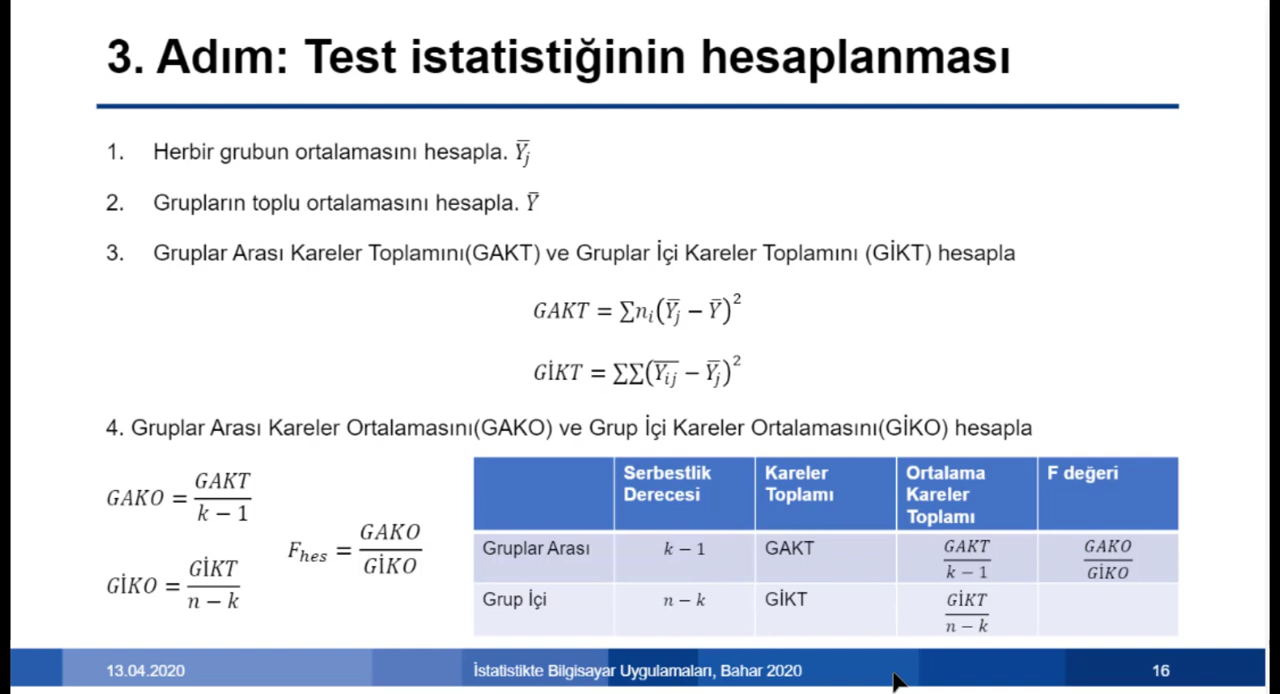 3. Adım: Test istatistiğinin hesaplanması
1. Herbir grubun ortalamasını hesapla. Ȳj
2. Grupların toplu ortalamasını hesapla. Ȳ
3. Gruplar Arası Kareler Toplamını(GAKT) ve Gruplar İçi Kareler Toplamını (GİKT) hesapla
GAKT = ∑nᵢ(Ȳj − Ȳ)²
GİKT = ∑∑(Y̅ij − Ȳj)²
4. Gruplar Arası Kareler Ortalamasını(GAKO) ve Grup İçi Kareler Ortalamasını(GİKO) hesapla
GAKO = GAKT / k − 1
GİKO = GİKT / n − k
Fhes = GAKO / GİKO
Serbestlik Derecesi | Kareler Toplamı | Ortalama Kareler Toplamı | F değeri
Gruplar Arası | k − 1 | GAKT | GAKT / k − 1 | GAKO / GİKO
Grup İçi | n − k | GİKT | GİKT / n − k
13.04.2020 İstatistikte Bilgisayar Uygulamaları, Bahar 2020 16